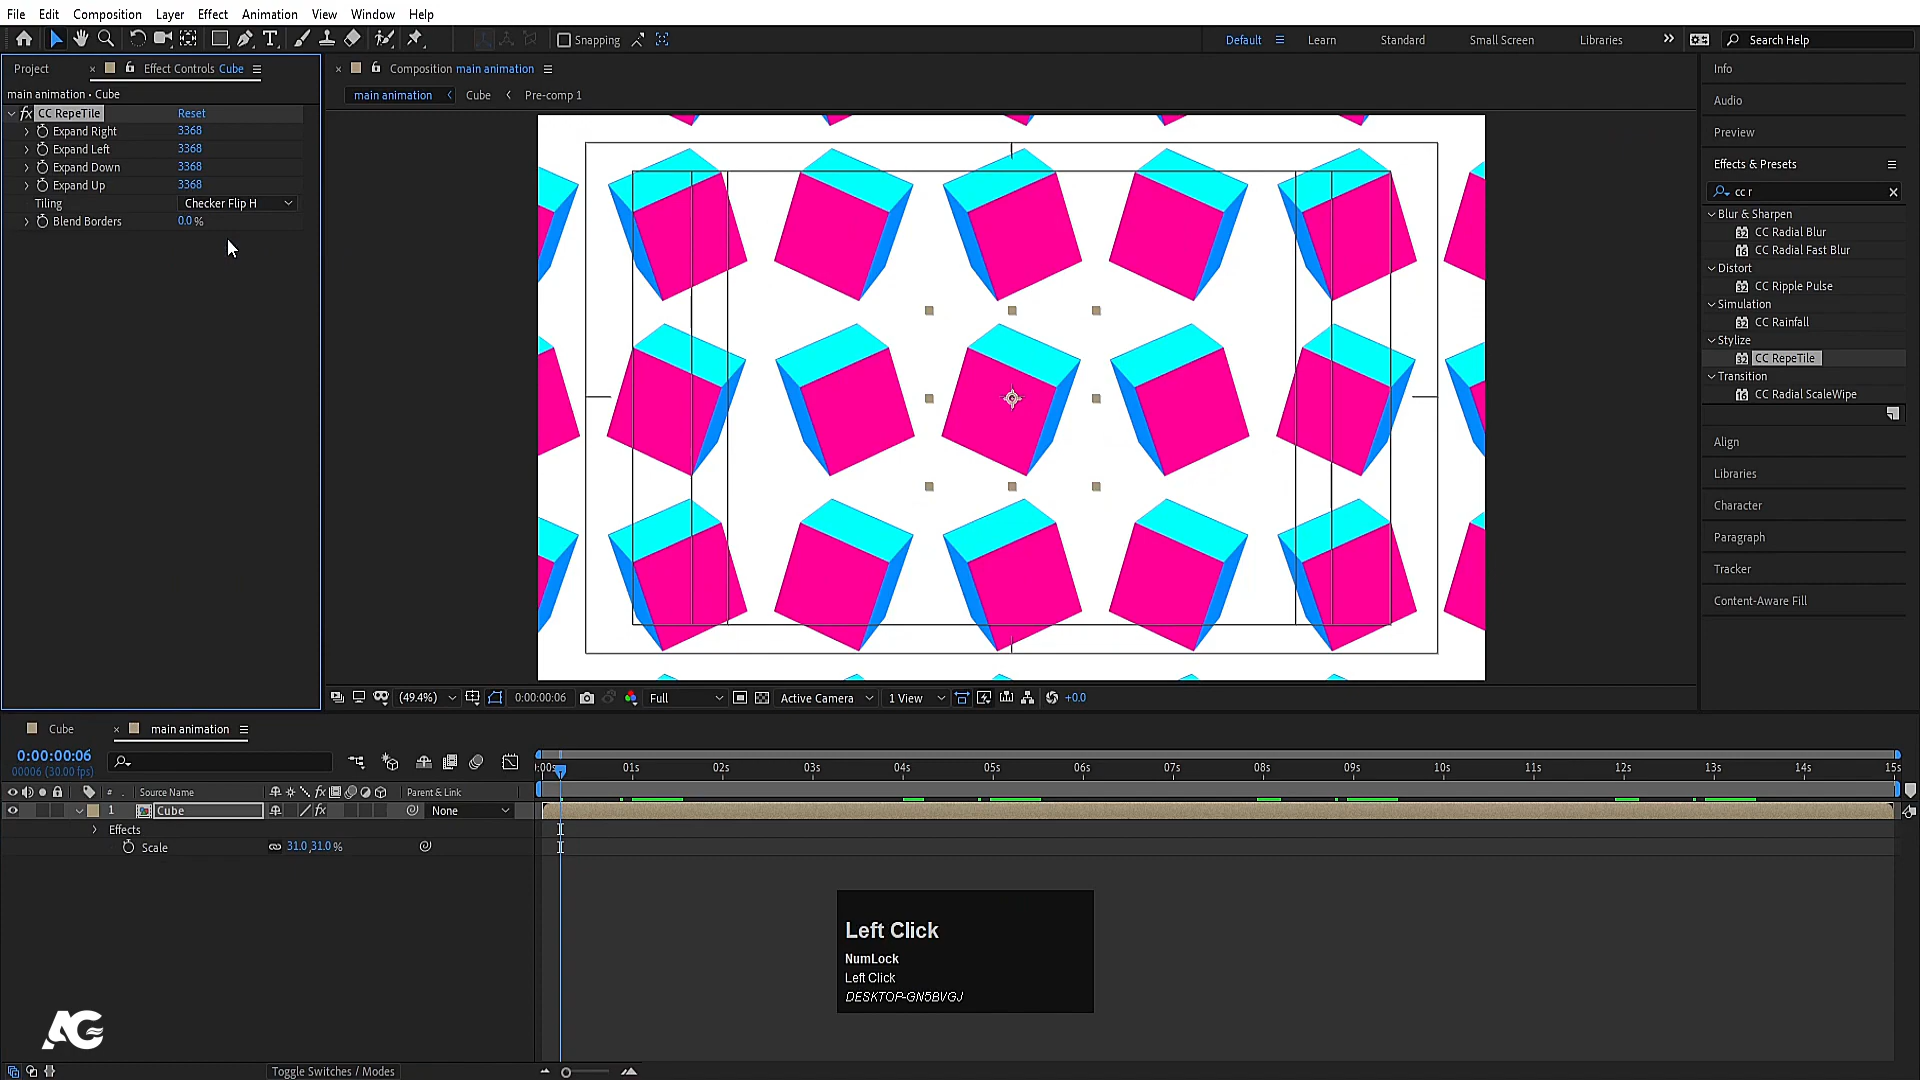 File Edit Composition Layer Effect Animation View Window Help
Snapping
Default Learn Standard Small Screen Libraries Search Help
Project Effect Controls Cube
main animation • Cube
CC RepeTile Reset
Expand Right 3368
Expand Left 3368
Expand Down 3368
Expand Up 3368
Tiling Checker Flip H
Blend Borders 0.0 %
Composition main animation
main animation Cube Pre-comp 1
(49.4%) 0:00:00:06 Full Active Camera 1 View +0.0
Info
Audio
Preview
Effects & Presets
cc r
Blur & Sharpen
CC Radial Blur
CC Radial Fast Blur
Distort
CC Ripple Pulse
Simulation
CC Rainfall
Stylize
CC RepeTile
Transition
CC Radial ScaleWipe
Align
Libraries
Character
Paragraph
Tracker
Content-Aware Fill
Cube main animation
0:00:00:06
00006 (30.00 fps)
:00s 01s 02s 03s 04s 05s 06s 07s 08s 09s 10s 11s 12s 13s 14s 15s
# Source Name Parent & Link
1 Cube None
Effects
Scale 31.0,31.0 %
Left Click
NumLock
Left Click
DESKTOP-GN5BVGJ
AG
Toggle Switches / Modes